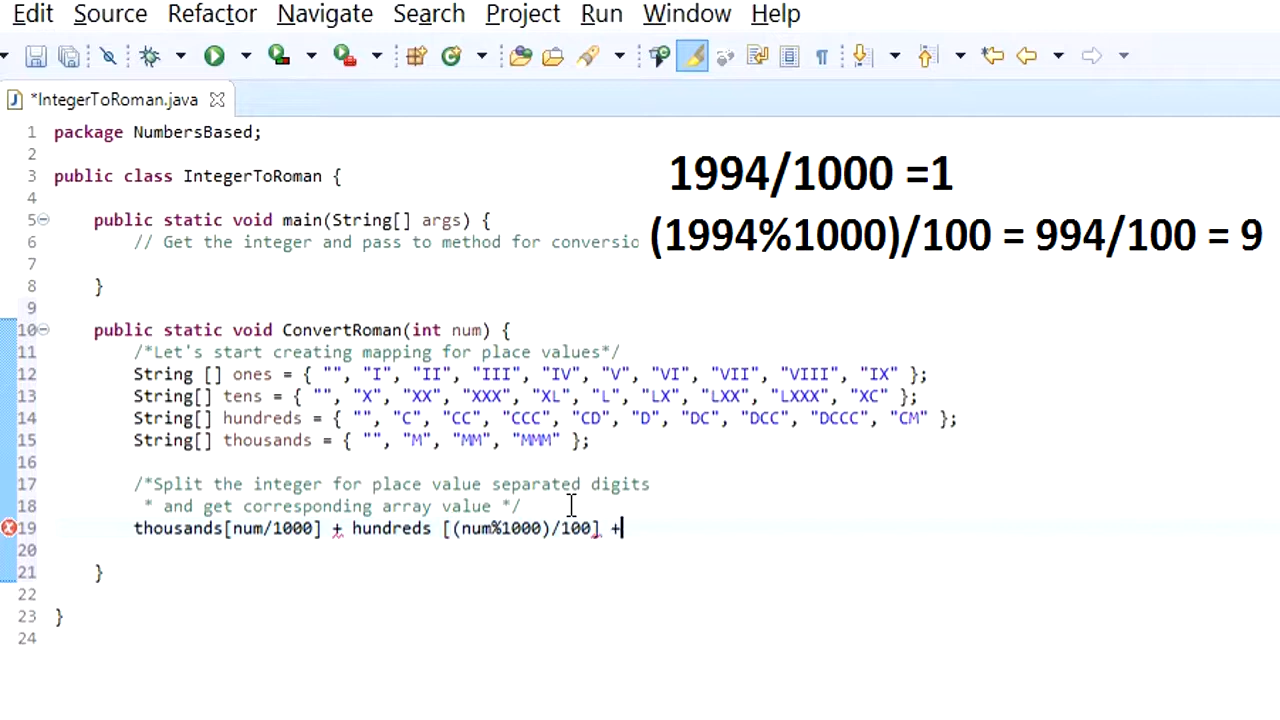 Edit Source Refactor Navigate Search Project Run Window Help
*IntegerToRoman.java
1 package NumbersBased;
2
3 public class IntegerToRoman {
4
5 public static void main(String[] args) {
6 // Get the integer and pass to method for conversio
7
8 }
9
10 public static void ConvertRoman(int num) {
11 /*Let's start creating mapping for place values*/
12 String [] ones = { "", "I", "II", "III", "IV", "V", "VI", "VII", "VIII", "IX" };
13 String[] tens = { "", "X", "XX", "XXX", "XL", "L", "LX", "LXX", "LXXX", "XC" };
14 String[] hundreds = { "", "C", "CC", "CCC", "CD", "D", "DC", "DCC", "DCCC", "CM" };
15 String[] thousands = { "", "M", "MM", "MMM" };
16
17 /*Split the integer for place value separated digits
18 * and get corresponding array value */
19 thousands[num/1000] + hundreds [(num%1000)/100] +
20
21 }
22
23 }
24
1994/1000 =1
(1994%1000)/100 = 994/100 = 9